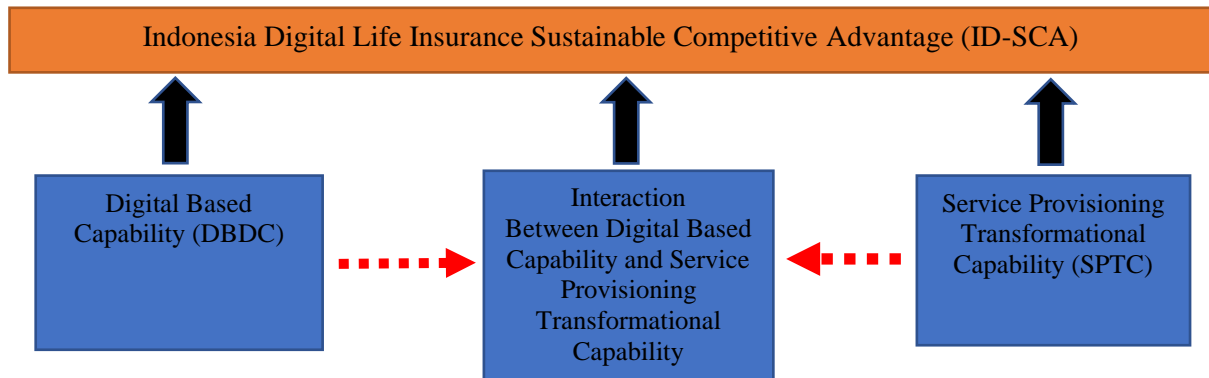 Indonesia Digital Life Insurance Sustainable Competitive Advantage (ID-SCA)
Digital Based
Capability (DBDC)
Interaction
Between Digital Based
Capability and Service
Provisioning
Transformational
Capability
Service Provisioning
Transformational
Capability (SPTC)